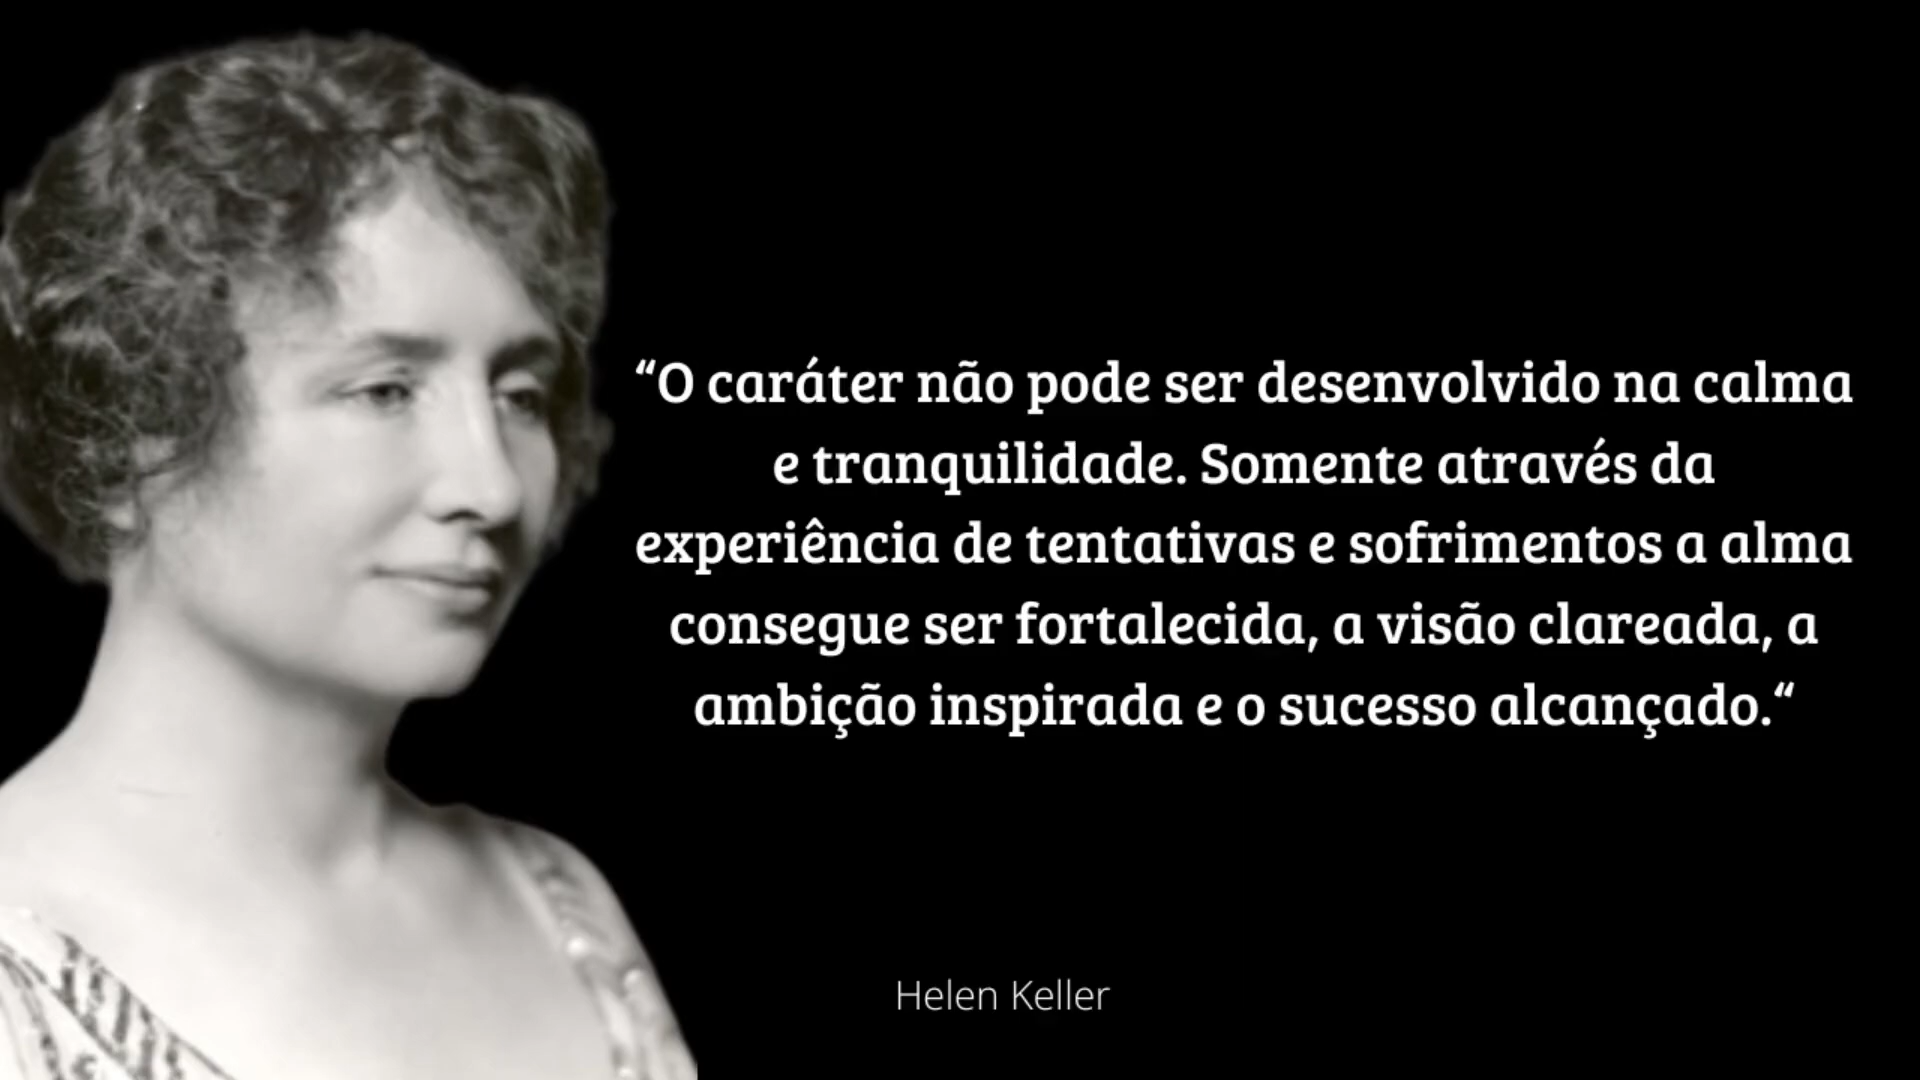 “O caráter não pode ser desenvolvido na calma
e tranquilidade. Somente através da
experiência de tentativas e sofrimentos a alma
consegue ser fortalecida, a visão clareada, a
ambição inspirada e o sucesso alcançado.“
Helen Keller